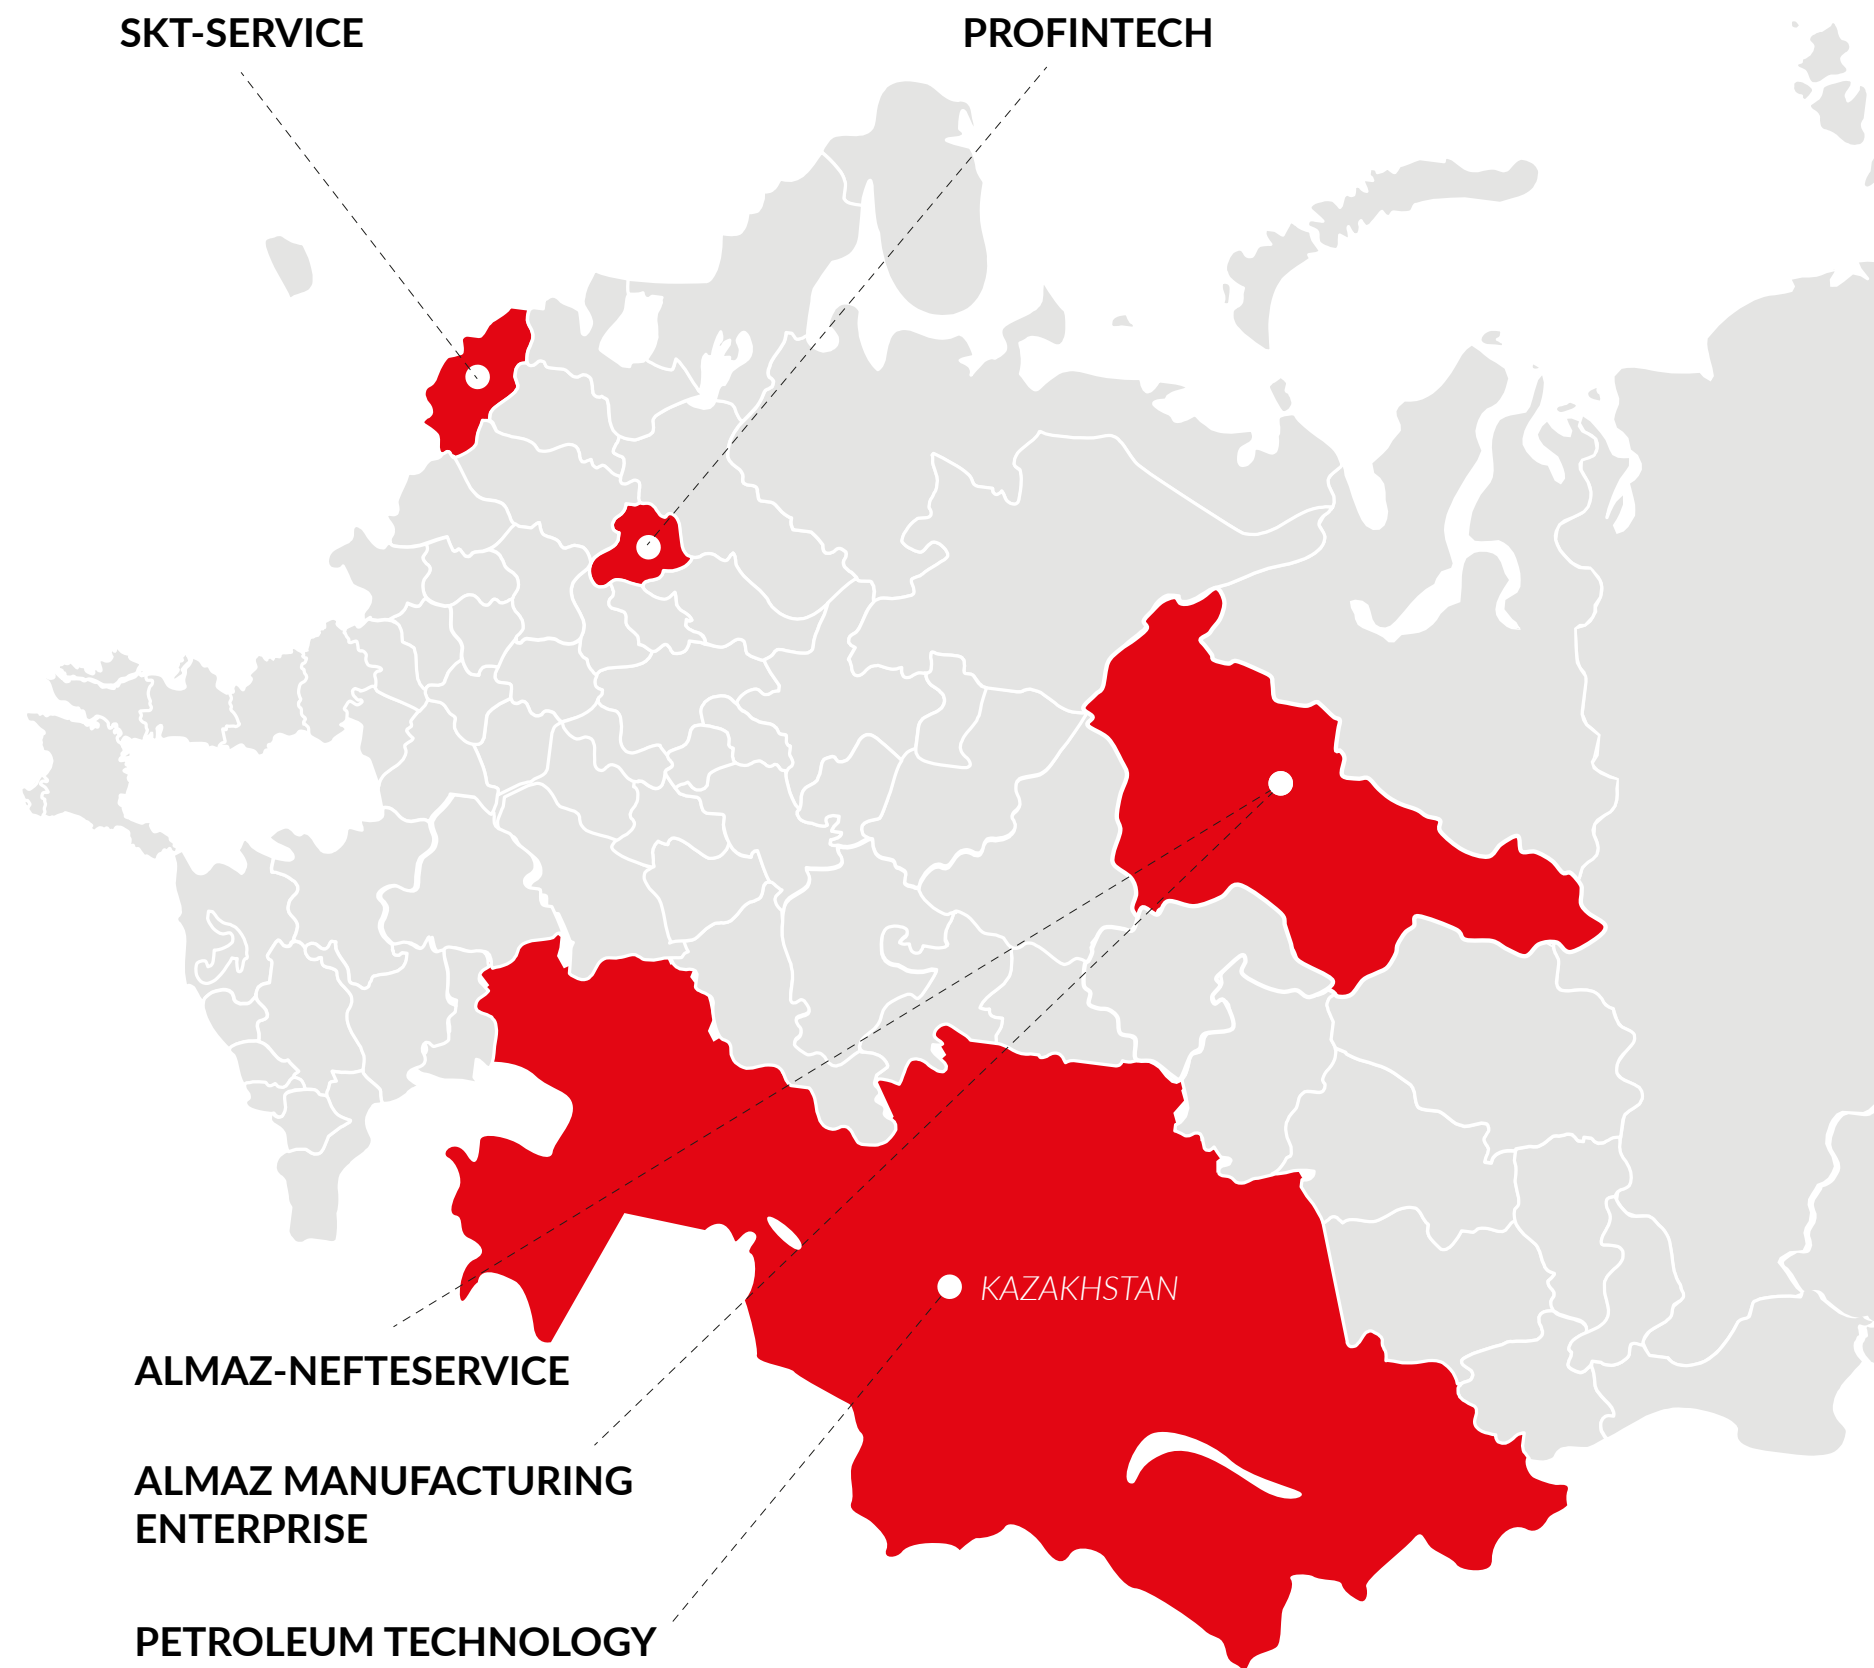 SKT-SERVICE
PROFINTECH
KAZAKHSTAN
ALMAZ-NEFTESERVICE
ALMAZ MANUFACTURING
ENTERPRISE
PETROLEUM TECHNOLOGY